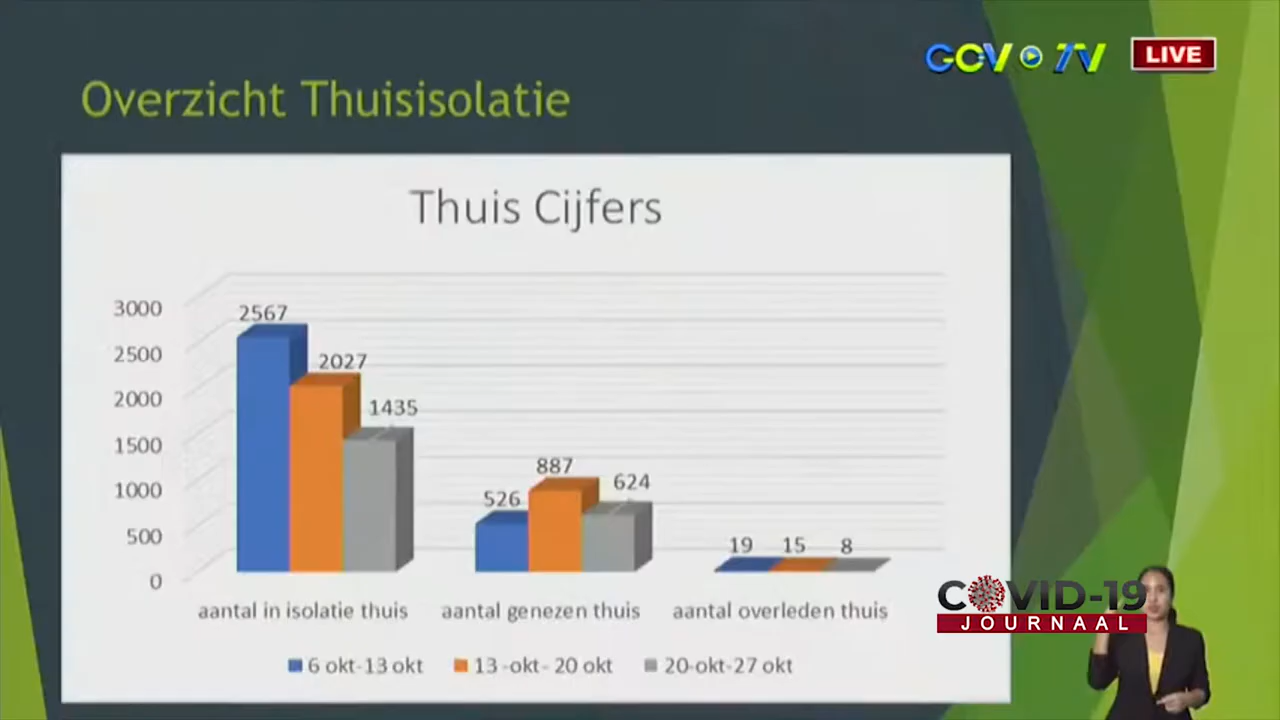 GOV TV LIVE
Overzicht Thuisisolatie
Thuis Cijfers
3000
2500
2000
1500
1000
500
0
2567
2027
1435
526
887
624
19
15
8
aantal in isolatie thuis
aantal genezen thuis
aantal overleden thuis
6 okt-13 okt
13 -okt- 20 okt
20-okt-27 okt
COVID-19
JOURNAAL